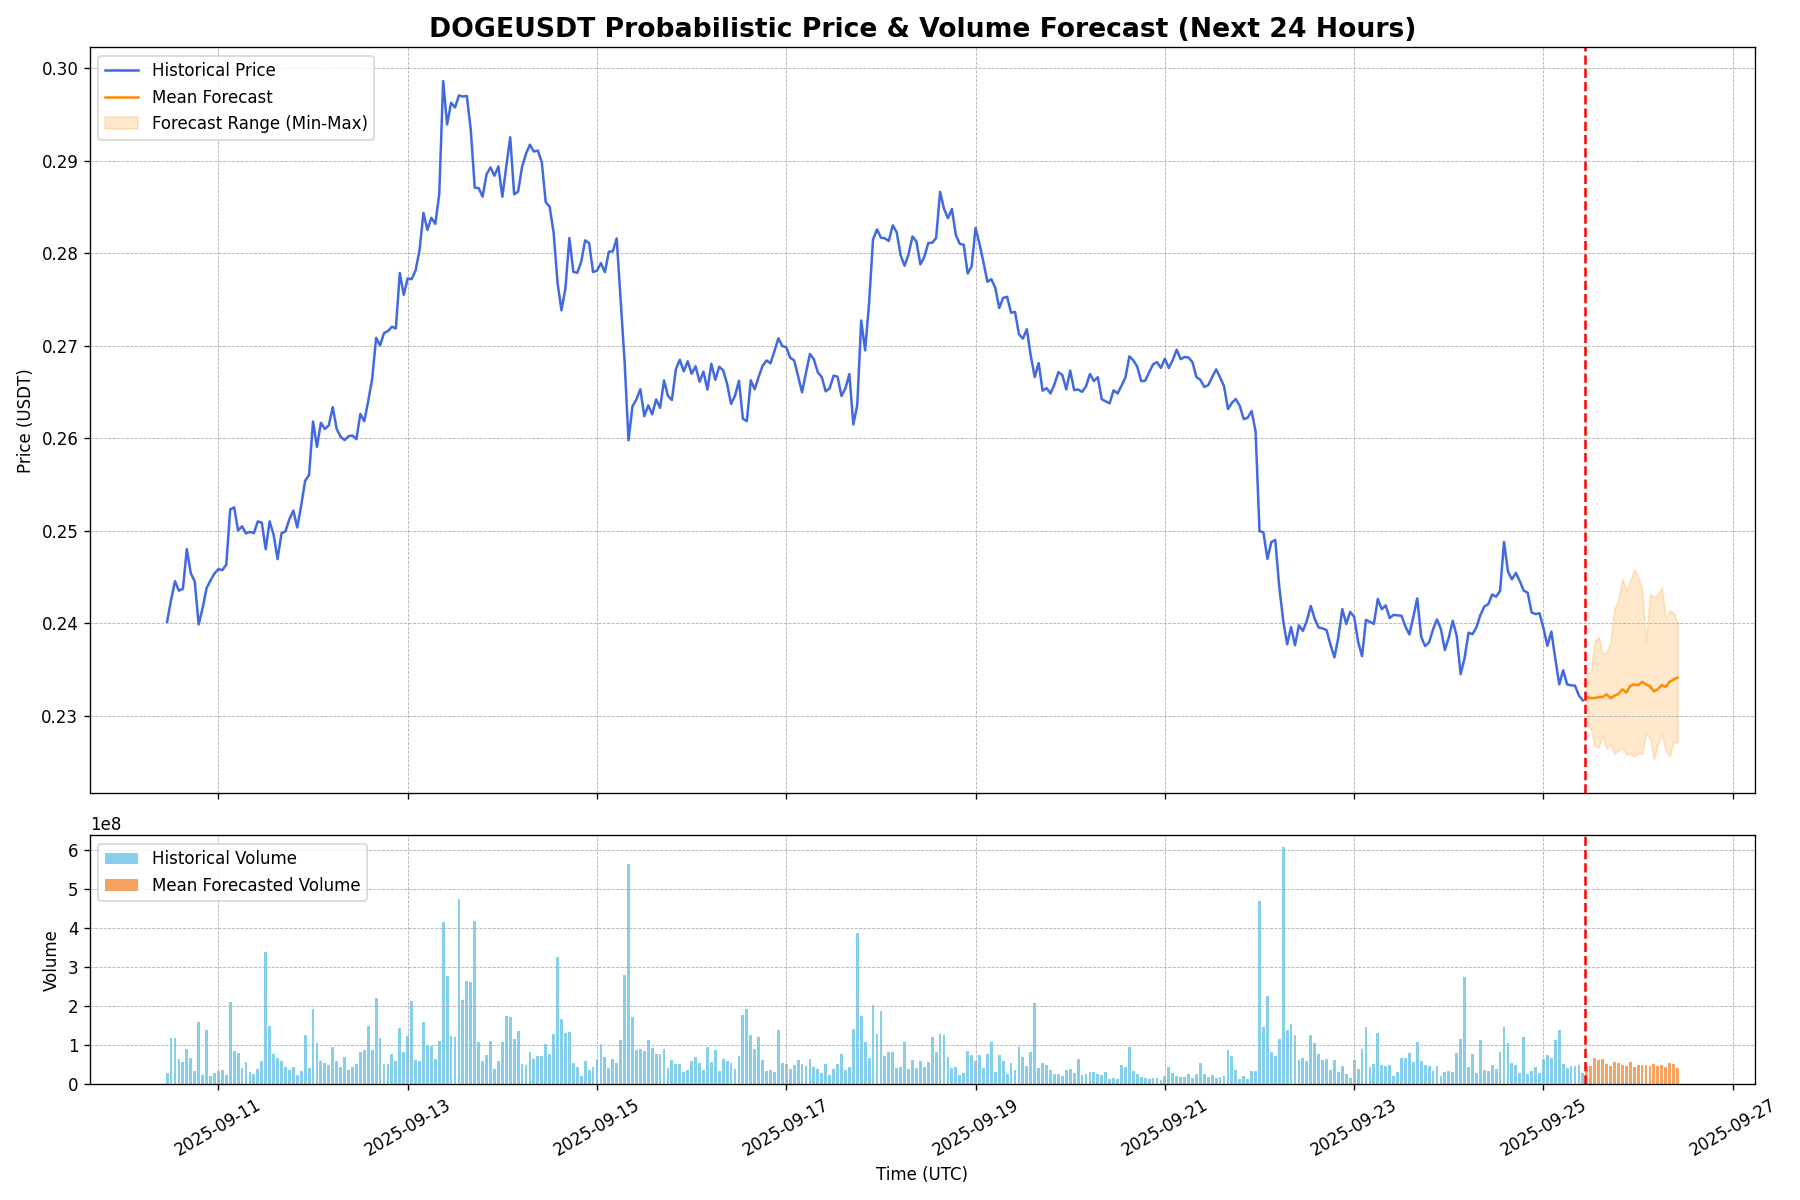 DOGEUSDT Probabilistic Price & Volume Forecast (Next 24 Hours)
Historical Price
Mean Forecast
Forecast Range (Min-Max)
0.30
0.29
0.28
0.27
0.26
0.25
0.24
0.23
Price (USDT)
1e8
Historical Volume
Mean Forecasted Volume
6
5
4
3
2
1
0
Volume
2025-09-11
2025-09-13
2025-09-15
2025-09-17
2025-09-19
2025-09-21
2025-09-23
2025-09-25
2025-09-27
Time (UTC)